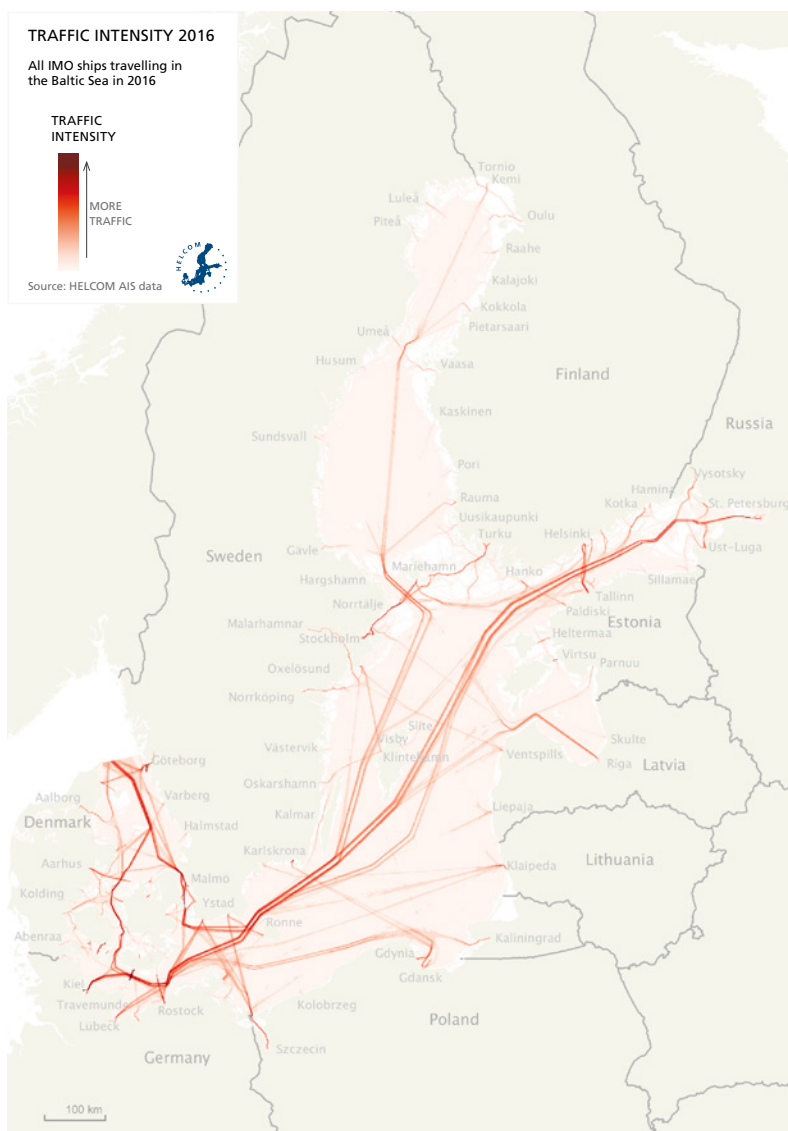 TRAFFIC INTENSITY 2016
All IMO ships travelling in
the Baltic Sea in 2016
TRAFFIC
INTENSITY
MORE
TRAFFIC
HELCOM
Source: HELCOM AIS data
Tornio
Kemi
Luleå
Oulu
Piteå
Raahe
Kalajoki
Kokkola
Pietarsaari
Umeå
Vaasa
Husum
Finland
Kaskinen
Russia
Sundsvall
Pori
Vysotsky
Hamina
Rauma
Kotka
St. Petersburg
Uusikaupunki
Turku
Helsinki
Gävle
Ust-Luga
Sweden
Mariehamn
Hanko
Hargshamn
Sillamae
Tallinn
Norrtälje
Paldiski
Estonia
Malarhamnar
Heltermaa
Stockholm
Virtsu
Parnuu
Oxelösund
Norrköping
Slite
Visby
Skulte
Västervik
Klintehamn
Ventspills
Riga
Latvia
Göteborg
Oskarshamn
Aalborg
Varberg
Liepaja
Denmark
Halmstad
Kalmar
Karlskrona
Lithuania
Aarhus
Klaipeda
Malmö
Kolding
Ystad
Ronne
Abenraa
Kaliningrad
Gdynia
Gdansk
Kiel
Travemunde
Rostock
Kolobrzeg
Lübeck
Poland
Szczecin
Germany
100 km